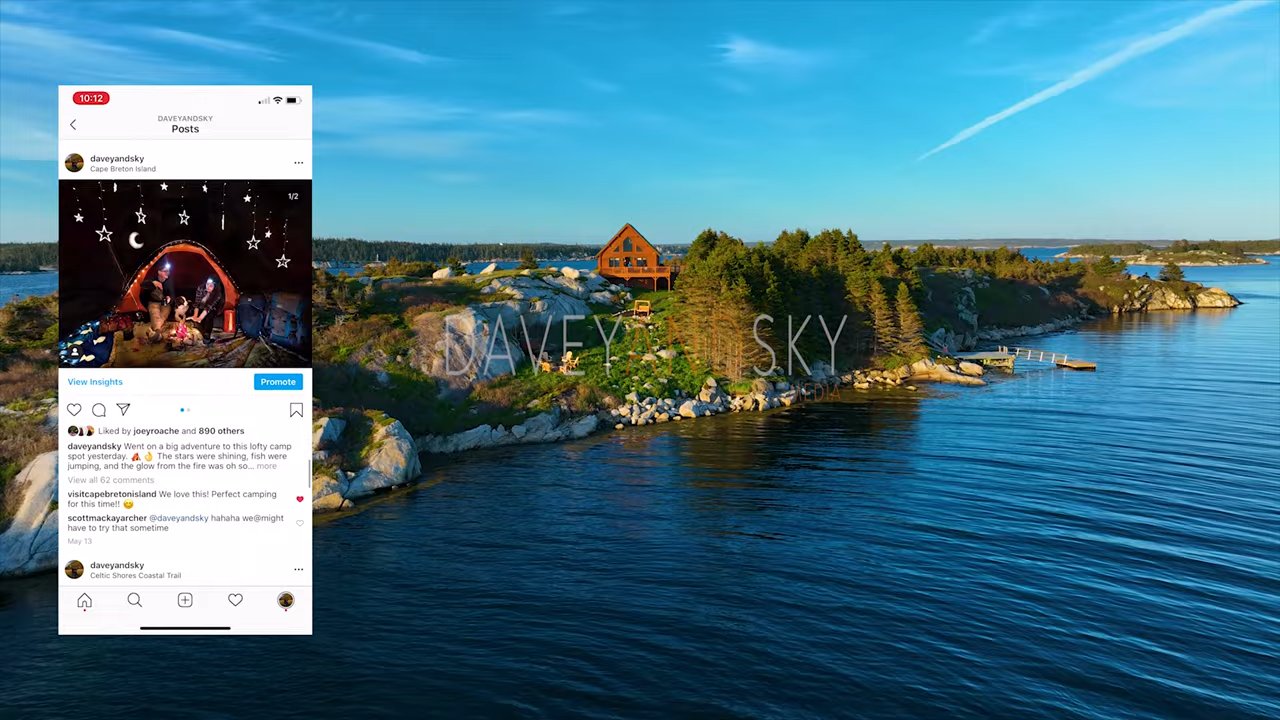 10:12
DAVEYANDSKY
Posts
daveyandsky
Cape Breton Island
1/2
View Insights
Promote
Liked by joeyroache and 890 others
daveyandsky Went on a big adventure to this lofty camp
spot yesterday. ⛺👌 The stars were shining, fish were
jumping, and the glow from the fire was oh so... more
View all 62 comments
visitcapebretonisland We love this! Perfect camping
for this time!! 😊
scottmackayarcher @daveyandsky hahaha we@might
have to try that sometime
May 13
daveyandsky
Celtic Shores Coastal Trail
DAVEYANDSKY
MEDIA